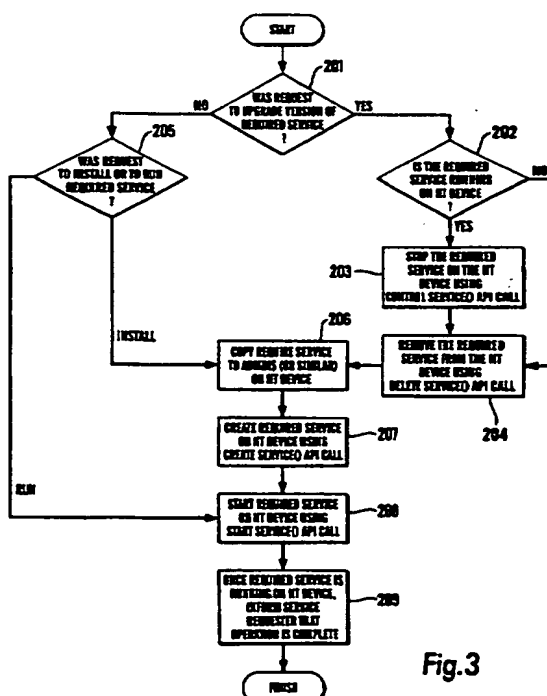 START
201
WAS REQUEST
TO UPGRADE VERSION OF
REQUIRED SERVICE
?
NO
YES
205
WAS REQUEST
TO INSTALL OR TO RUN
REQUIRED SERVICE
?
202
IS THE REQUIRED
SERVICE RUNNING
ON NT DEVICE
?
NO
YES
203
STOP THE REQUIRED
SERVICE ON THE NT
DEVICE USING
CONTROL SERVICE() API CALL
INSTALL
206
COPY REQUIRE SERVICE
TO ADMIN$ (OR SIMILAR)
ON NT DEVICE
REMOVE THE REQUIRED
SERVICE FROM THE NT
DEVICE USING
DELETE SERVICE() API CALL
204
CREATE REQUIRED SERVICE
ON NT DEVICE USING
CREATE SERVICE() API CALL
207
RUN
START REQUIRED SERVICE
ON NT DEVICE USING
START SERVICE() API CALL
208
ONCE REQUIRED SERVICE IS
RUNNING ON NT DEVICE,
INFORM SERVICE
REQUESTER THAT
OPERATION IS COMPLETE
209
FINISH
Fig.3